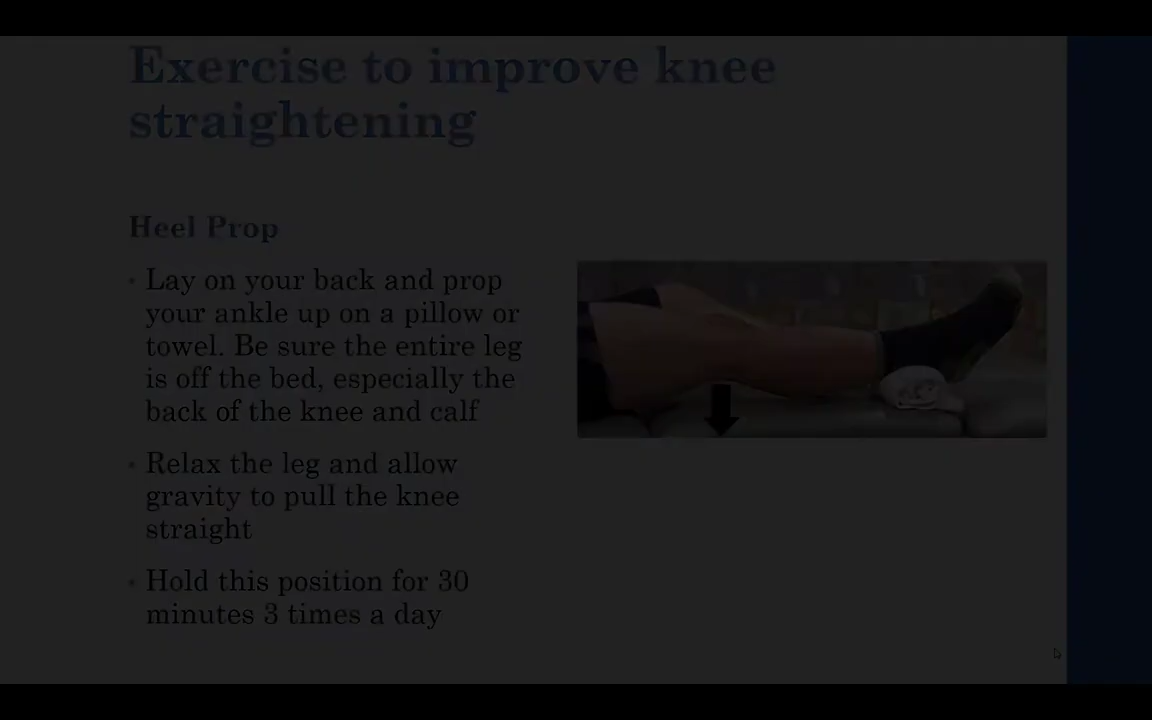 Exercise to improve knee
straightening
Heel Prop
• Lay on your back and prop
your ankle up on a pillow or
towel. Be sure the entire leg
is off the bed, especially the
back of the knee and calf
• Relax the leg and allow
gravity to pull the knee
straight
• Hold this position for 30
minutes 3 times a day